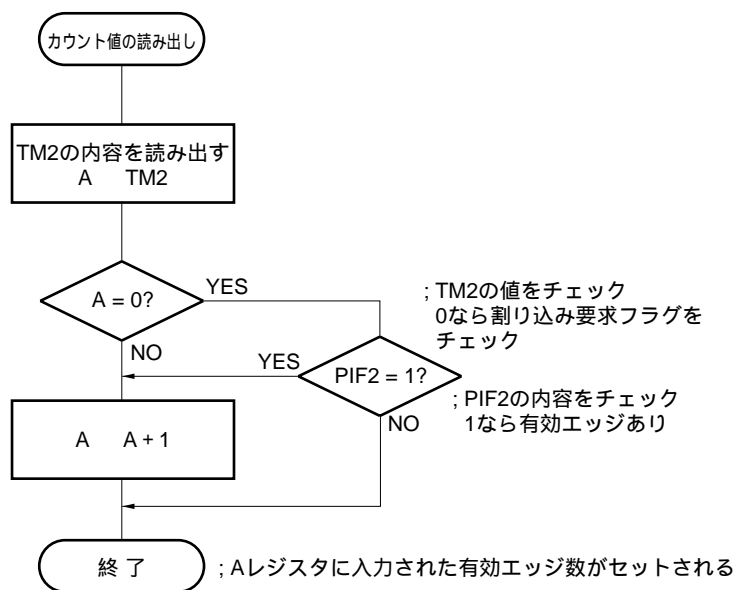 カウント値の読み出し
TM2の内容を読み出す
A TM2
A = 0?
YES
; TM2の値をチェック
0なら割り込み要求フラグを
チェック
NO
YES
PIF2 = 1?
; PIF2の内容をチェック
1なら有効エッジあり
NO
A A + 1
終 了
; Aレジスタに入力された有効エッジ数がセットされる